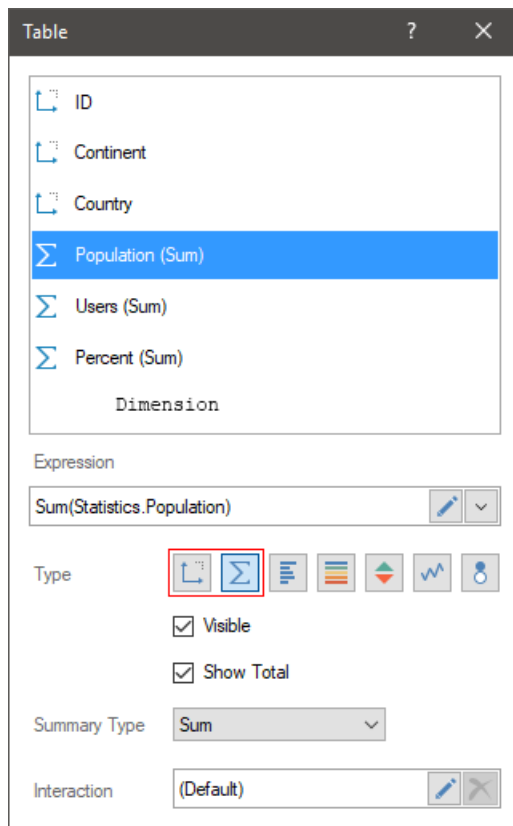 Table ?
ID
Continent
Country
Population (Sum)
Users (Sum)
Percent (Sum)
Dimension
Expression
Sum(Statistics.Population)
Type
Visible
Show Total
Summary Type Sum
Interaction (Default)